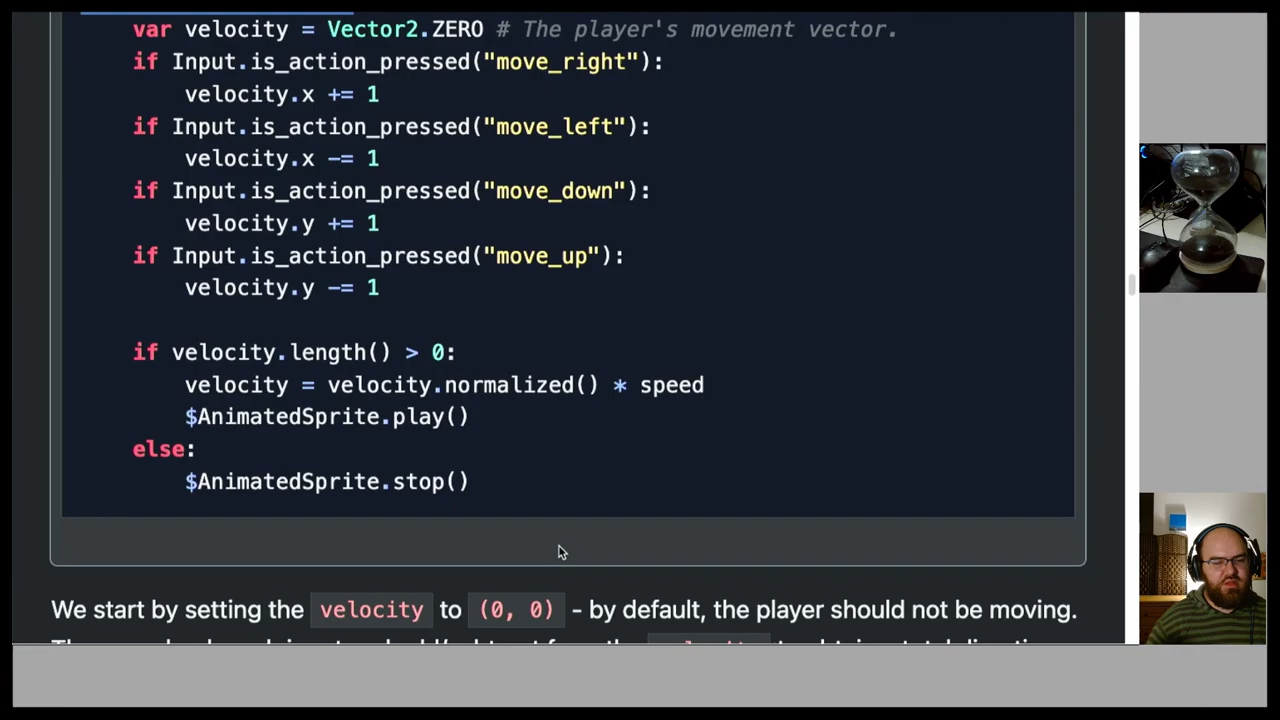 var velocity = Vector2.ZERO # The player's movement vector.
if Input.is_action_pressed("move_right"):
velocity.x += 1
if Input.is_action_pressed("move_left"):
velocity.x -= 1
if Input.is_action_pressed("move_down"):
velocity.y += 1
if Input.is_action_pressed("move_up"):
velocity.y -= 1
if velocity.length() > 0:
velocity = velocity.normalized() * speed
$AnimatedSprite.play()
else:
$AnimatedSprite.stop()
We start by setting the velocity to (0, 0) - by default, the player should not be moving.